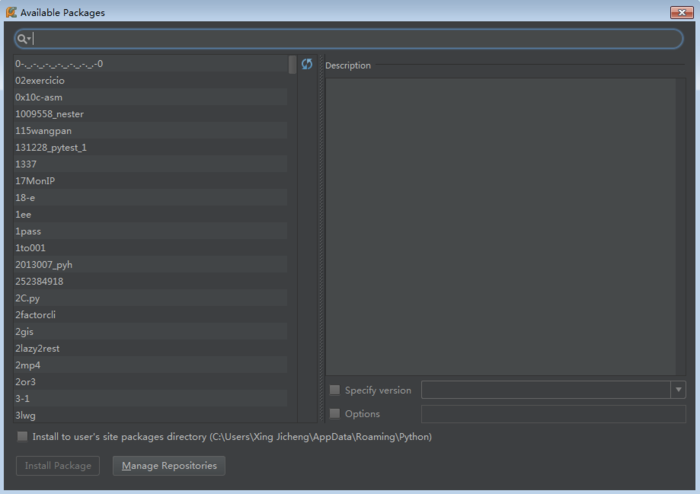 Available Packages
0-._.-._.-._.-._.-._.-._.-0
Description
02exercicio
0x10c-asm
1009558_nester
115wangpan
131228_pytest_1
1337
17MonIP
18-e
1ee
1pass
1to001
2013007_pyh
252384918
2C.py
2factorcli
2gis
2lazy2rest
2mp4
2or3
3-1
3lwg
Specify version
Options
Install to user's site packages directory (C:\Users\Xing Jicheng\AppData\Roaming\Python)
Install Package
Manage Repositories